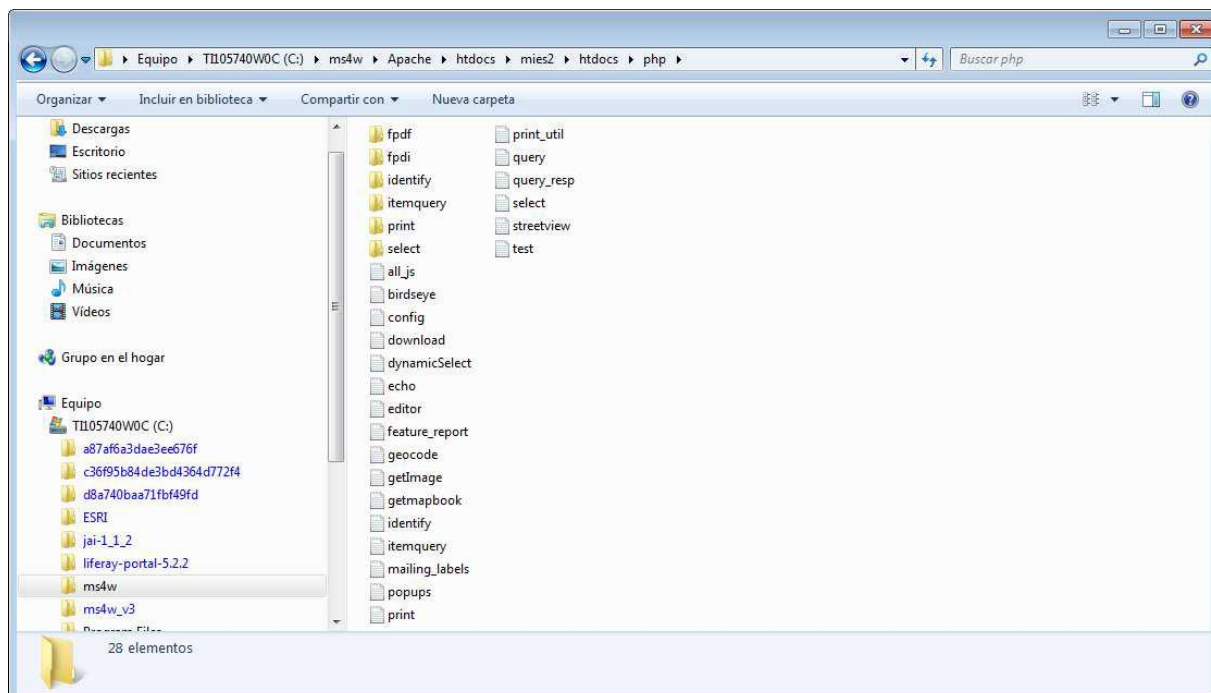 Equipo ▸ TI105740W0C (C:) ▸ ms4w ▸ Apache ▸ htdocs ▸ mies2 ▸ htdocs ▸ php ▸
Buscar php
Organizar Incluir en biblioteca Compartir con Nueva carpeta
Descargas
Escritorio
Sitios recientes
Bibliotecas
Documentos
Imágenes
Música
Vídeos
Grupo en el hogar
Equipo
TI105740W0C (C:)
a87af6a3dae3ee676f
c36f95b84de3bd4364d772f4
d8a740baa71fbf49fd
ESRI
jai-1_1_2
liferay-portal-5.2.2
ms4w
ms4w_v3
Program Files
fpdf
fpdi
identify
itemquery
print
select
all_js
birdseye
config
download
dynamicSelect
echo
editor
feature_report
geocode
getImage
getmapbook
identify
itemquery
mailing_labels
popups
print
print_util
query
query_resp
select
streetview
test
28 elementos